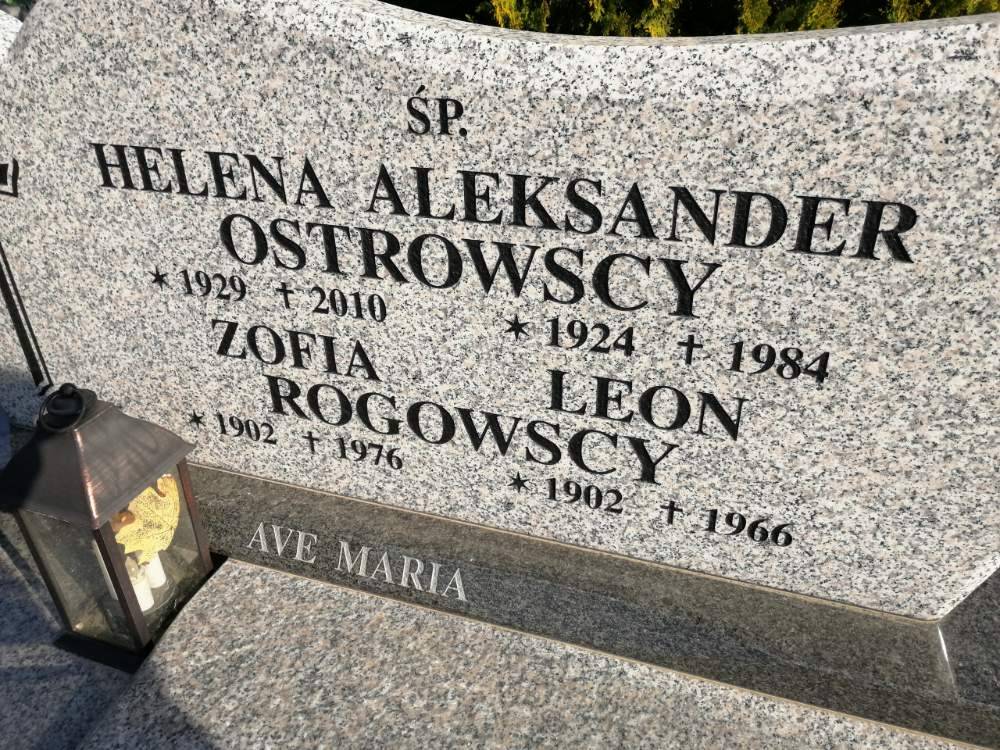 ŚP.
HELENA ALEKSANDER
OSTROWSCY
✶ 1929 † 2010 ✶ 1924 † 1984
ZOFIA LEON
ROGOWSCY
✶ 1902 † 1976 ✶ 1902 † 1966
AVE MARIA